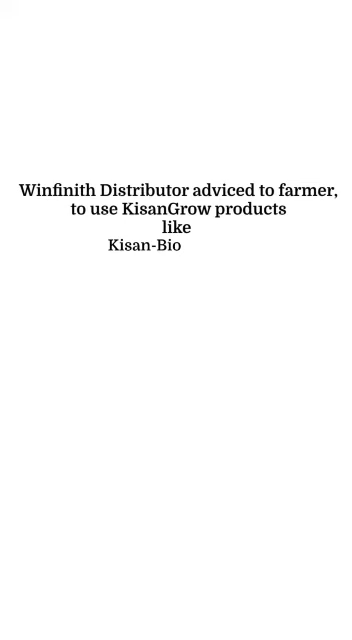 Winfinith Distributor adviced to farmer,
to use KisanGrow products
like
Kisan-Bio